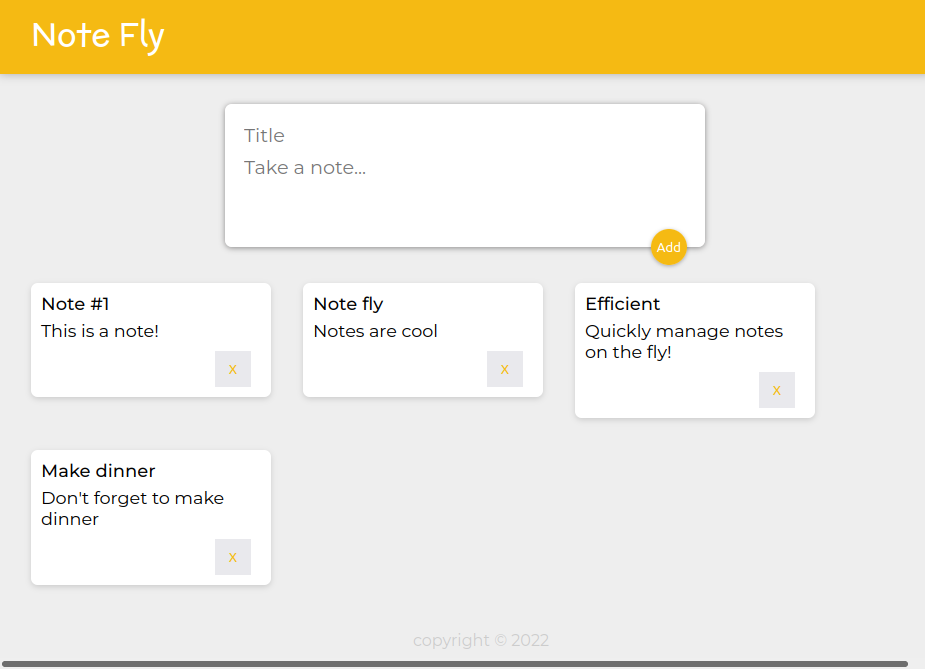 Note Fly
Title
Take a note...
Add
Note #1
This is a note!
x
Note fly
Notes are cool
x
Efficient
Quickly manage notes
on the fly!
x
Make dinner
Don't forget to make
dinner
x
copyright © 2022